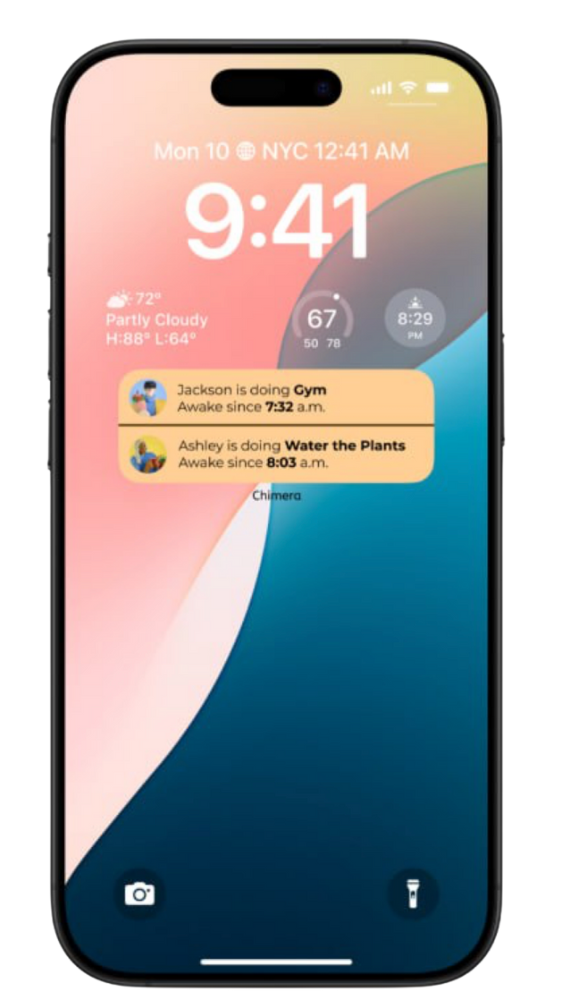 Mon 10 NYC 12:41 AM
9:41
72°
Partly Cloudy
H:88° L:64°
67
50 78
8:29
PM
Jackson is doing Gym
Awake since 7:32 a.m.
Ashley is doing Water the Plants
Awake since 8:03 a.m.
Chimera